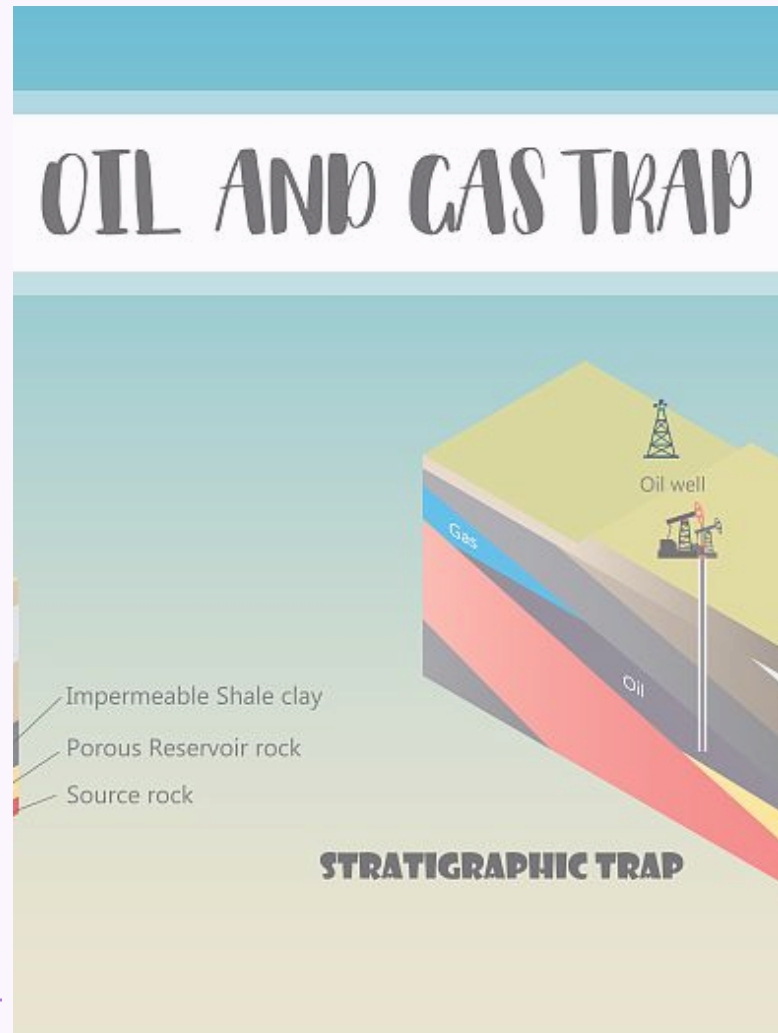 OIL AND GAS TRAP
Oil well
Gas
Oil
Impermeable Shale clay
Porous Reservoir rock
Source rock
STRATIGRAPHIC TRAP